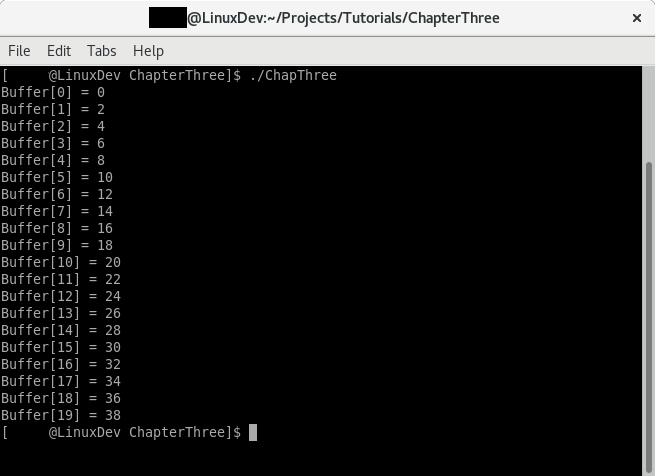 @LinuxDev:~/Projects/Tutorials/ChapterThree ×
File Edit Tabs Help
[ @LinuxDev ChapterThree]$ ./ChapThree
Buffer[0] = 0
Buffer[1] = 2
Buffer[2] = 4
Buffer[3] = 6
Buffer[4] = 8
Buffer[5] = 10
Buffer[6] = 12
Buffer[7] = 14
Buffer[8] = 16
Buffer[9] = 18
Buffer[10] = 20
Buffer[11] = 22
Buffer[12] = 24
Buffer[13] = 26
Buffer[14] = 28
Buffer[15] = 30
Buffer[16] = 32
Buffer[17] = 34
Buffer[18] = 36
Buffer[19] = 38
[ @LinuxDev ChapterThree]$